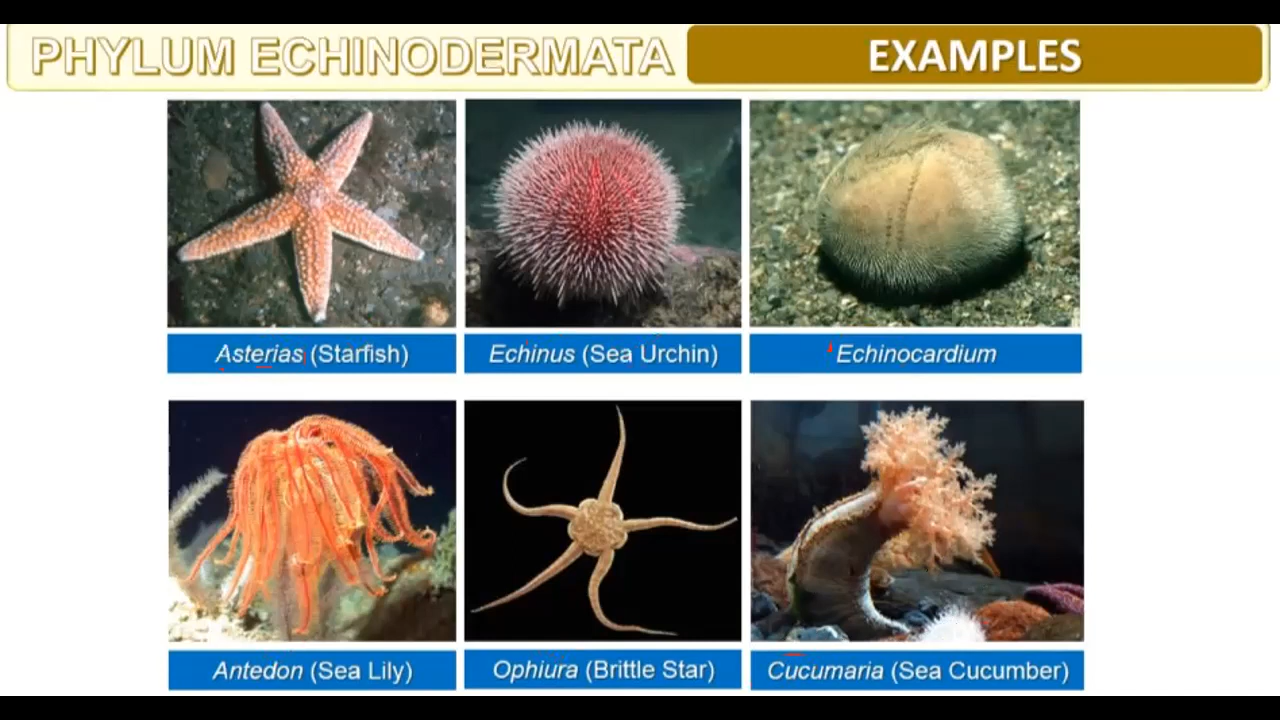 PHYLUM ECHINODERMATA
EXAMPLES
Asterias (Starfish)
Echinus (Sea Urchin)
Echinocardium
Antedon (Sea Lily)
Ophiura (Brittle Star)
Cucumaria (Sea Cucumber)